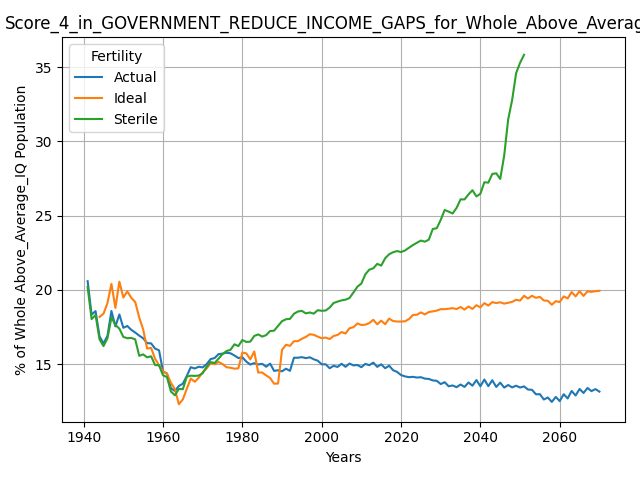 Score_4_in_GOVERNMENT_REDUCE_INCOME_GAPS_for_Whole_Above_Averag
Fertility
Actual
Ideal
Sterile
% of Whole Above_Average_IQ Population
35
30
25
20
15
1940 1960 1980 2000 2020 2040 2060
Years